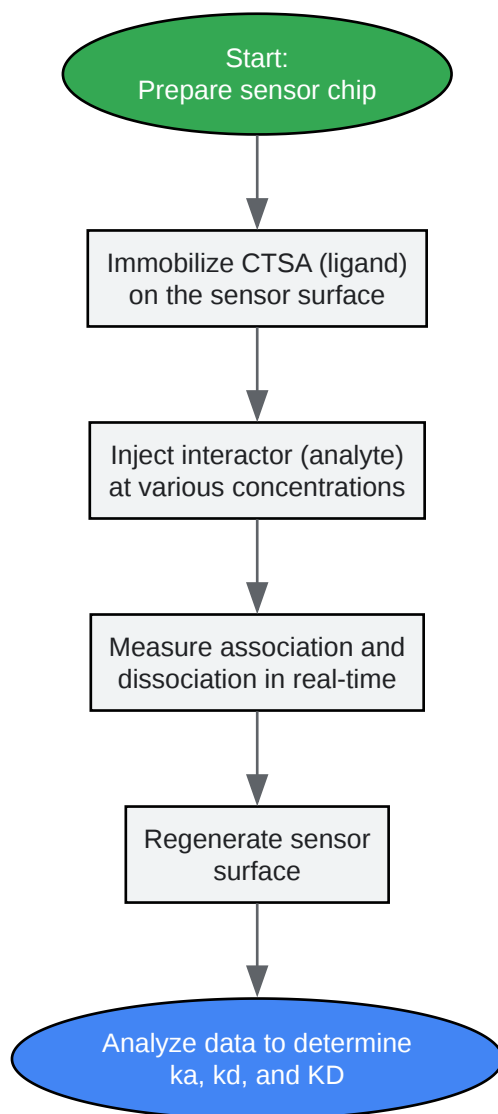 Start:
Prepare sensor chip
Immobilize CTSA (ligand)
on the sensor surface
Inject interactor (analyte)
at various concentrations
Measure association and
dissociation in real-time
Regenerate sensor
surface
Analyze data to determine
ka, kd, and KD